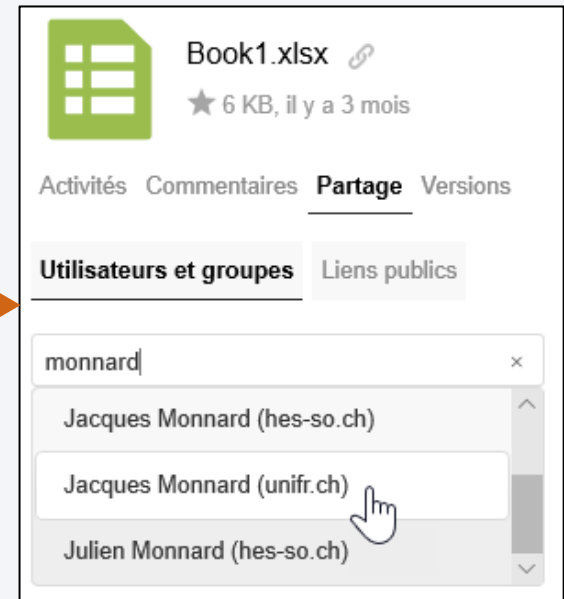 Book1.xlsx
6 KB, il y a 3 mois
Activités Commentaires Partage Versions
Utilisateurs et groupes Liens publics
monnard ×
Jacques Monnard (hes-so.ch)
Jacques Monnard (unifr.ch)
Julien Monnard (hes-so.ch)